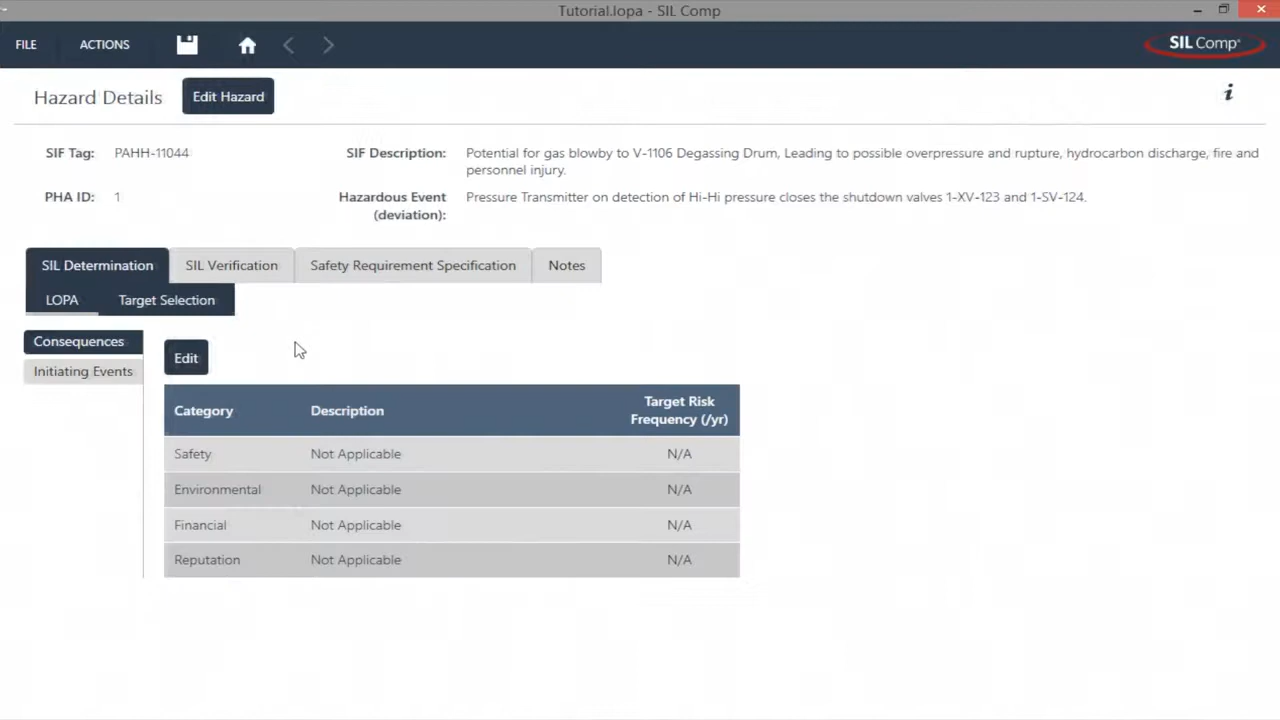 Tutorial.lopa - SIL Comp
FILE ACTIONS SIL Comp®
Hazard Details Edit Hazard i
SIF Tag: PAHH-11044 SIF Description: Potential for gas blowby to V-1106 Degassing Drum, Leading to possible overpressure and rupture, hydrocarbon discharge, fire and
personnel injury.
PHA ID: 1 Hazardous Event Pressure Transmitter on detection of Hi-Hi pressure closes the shutdown valves 1-XV-123 and 1-SV-124.
(deviation):
SIL Determination SIL Verification Safety Requirement Specification Notes
LOPA Target Selection
Consequences
Initiating Events
Edit
Category Description Target Risk
Frequency (/yr)
Safety Not Applicable N/A
Environmental Not Applicable N/A
Financial Not Applicable N/A
Reputation Not Applicable N/A